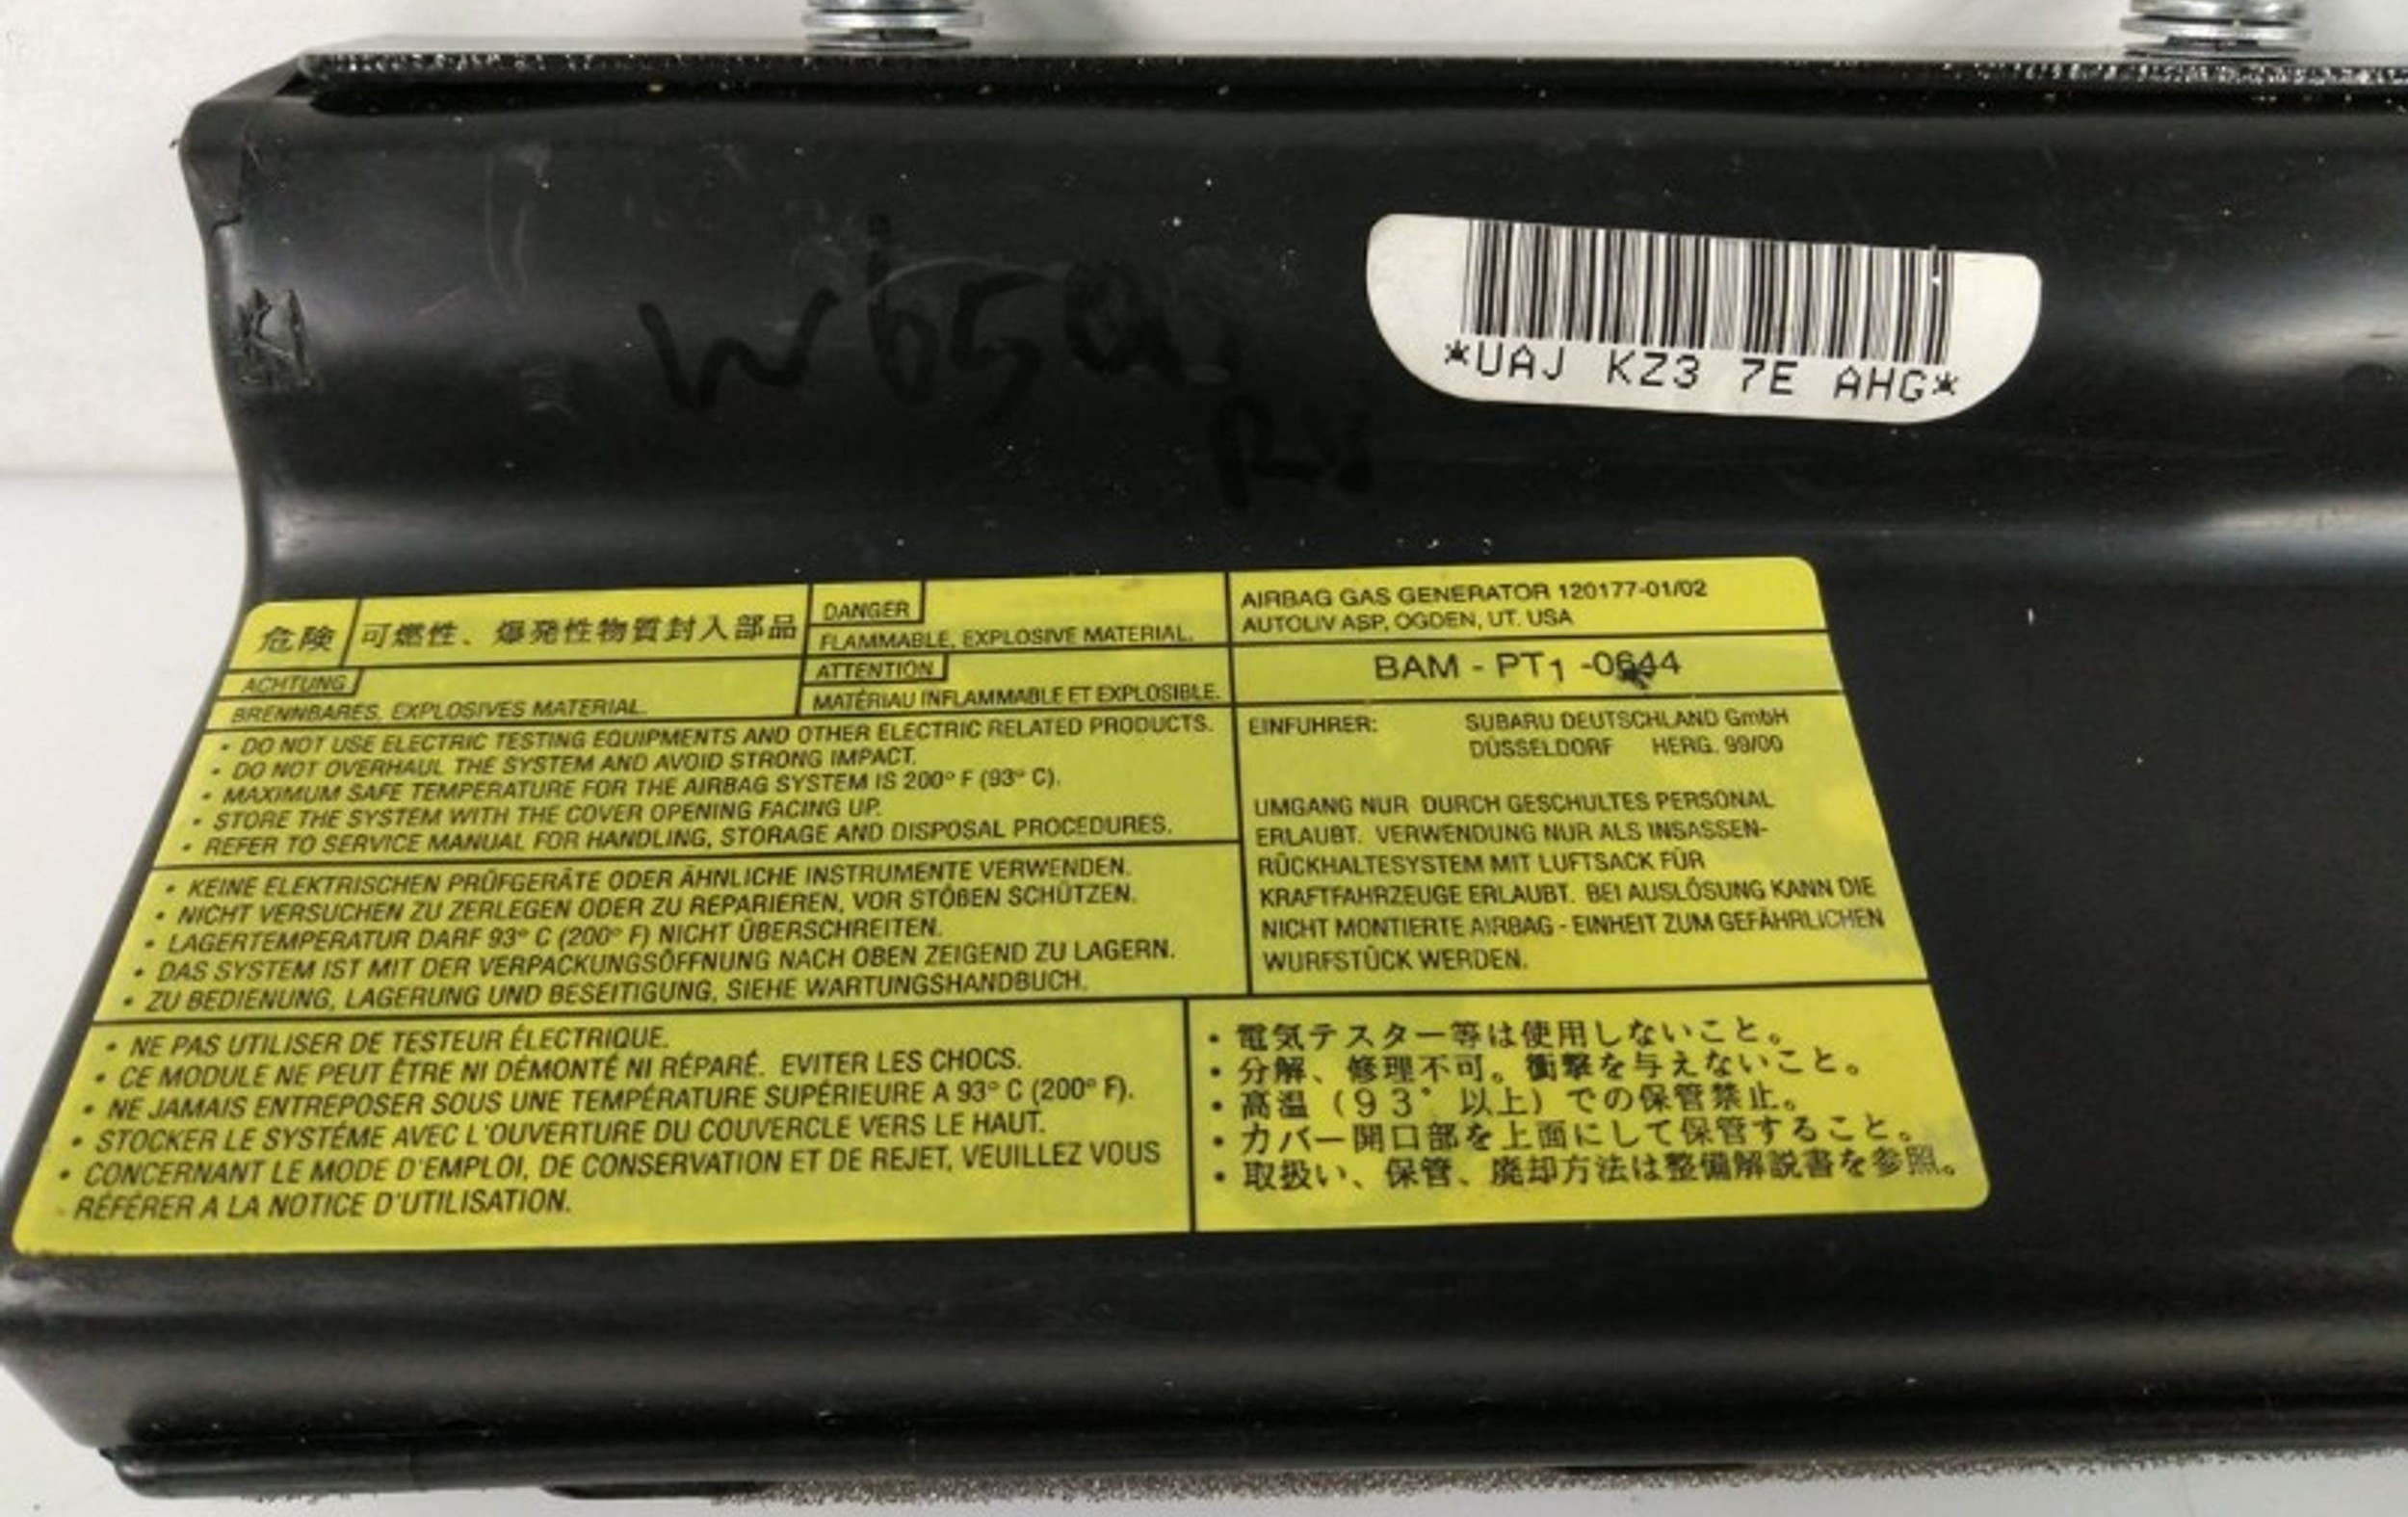 *UAJ KZ3 7E AHG*
危険
可燃性、爆発性物質封入部品
DANGER
FLAMMABLE, EXPLOSIVE MATERIAL.
ACHTUNG
BRENNBARES, EXPLOSIVES MATERIAL.
ATTENTION
MATÉRIAU INFLAMMABLE ET EXPLOSIBLE.
AIRBAG GAS GENERATOR 120177-01/02
AUTOLIV ASP, OGDEN, UT. USA
BAM - PT1 -0644
• DO NOT USE ELECTRIC TESTING EQUIPMENTS AND OTHER ELECTRIC RELATED PRODUCTS.
• DO NOT OVERHAUL THE SYSTEM AND AVOID STRONG IMPACT.
• MAXIMUM SAFE TEMPERATURE FOR THE AIRBAG SYSTEM IS 200° F (93° C).
• STORE THE SYSTEM WITH THE COVER OPENING FACING UP.
• REFER TO SERVICE MANUAL FOR HANDLING, STORAGE AND DISPOSAL PROCEDURES.
EINFUHRER: SUBARU DEUTSCHLAND GmbH
DÜSSELDORF HERG. 99/00
UMGANG NUR DURCH GESCHULTES PERSONAL
ERLAUBT. VERWENDUNG NUR ALS INSASSEN-
RÜCKHALTESYSTEM MIT LUFTSACK FÜR
KRAFTFAHRZEUGE ERLAUBT. BEI AUSLÖSUNG KANN DIE
NICHT MONTIERTE AIRBAG - EINHEIT ZUM GEFÄHRLICHEN
WURFSTÜCK WERDEN.
• KEINE ELEKTRISCHEN PRÜFGERÄTE ODER ÄHNLICHE INSTRUMENTE VERWENDEN.
• NICHT VERSUCHEN ZU ZERLEGEN ODER ZU REPARIEREN, VOR STÖßEN SCHÜTZEN.
• LAGERTEMPERATUR DARF 93° C (200° F) NICHT ÜBERSCHREITEN.
• DAS SYSTEM IST MIT DER VERPACKUNGSÖFFNUNG NACH OBEN ZEIGEND ZU LAGERN.
• ZU BEDIENUNG, LAGERUNG UND BESEITIGUNG, SIEHE WARTUNGSHANDBUCH.
• NE PAS UTILISER DE TESTEUR ÉLECTRIQUE.
• CE MODULE NE PEUT ÊTRE NI DÉMONTÉ NI RÉPARÉ. EVITER LES CHOCS.
• NE JAMAIS ENTREPOSER SOUS UNE TEMPÉRATURE SUPÉRIEURE A 93° C (200° F).
• STOCKER LE SYSTÉME AVEC L'OUVERTURE DU COUVERCLE VERS LE HAUT.
• CONCERNANT LE MODE D'EMPLOI, DE CONSERVATION ET DE REJET, VEUILLEZ VOUS
RÉFÉRER A LA NOTICE D'UTILISATION.
• 電気テスター等は使用しないこと。
• 分解、修理不可。衝撃を与えないこと。
• 高温（93°以上）での保管禁止。
• カバー開口部を上面にして保管すること。
• 取扱い、保管、廃却方法は整備解説書を参照。